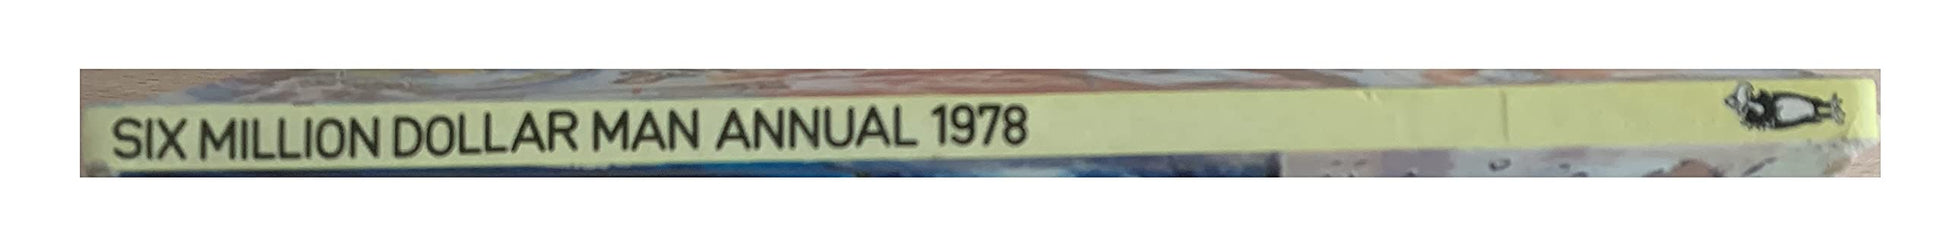 SIX MILLION DOLLAR MAN ANNUAL 1978